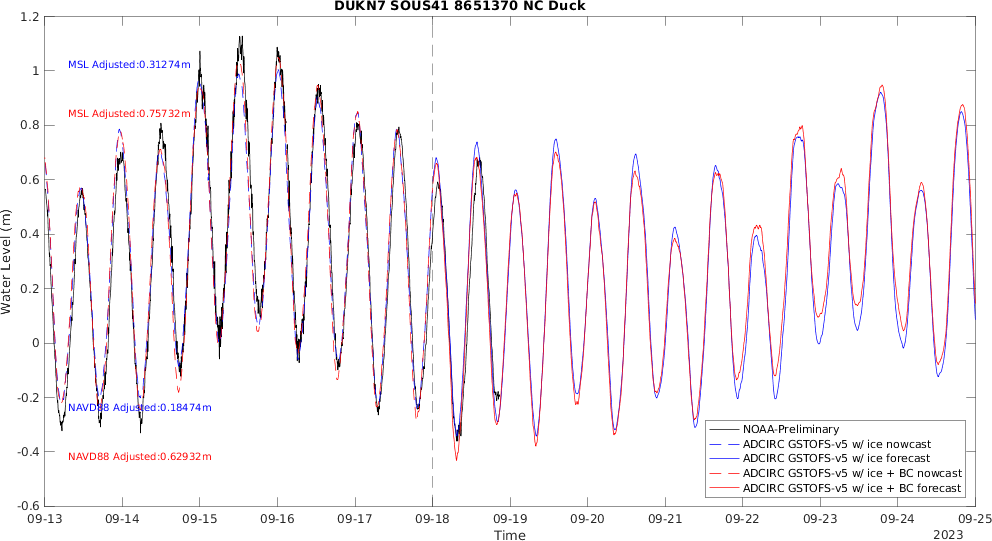 DUKN7 SOUS41 8651370 NC Duck
1.2
1
0.8
0.6
0.4
0.2
0
-0.2
-0.4
-0.6
Water Level (m)
MSL Adjusted:0.31274m
MSL Adjusted:0.75732m
NAVD88 Adjusted:0.18474m
NAVD88 Adjusted:0.62932m
NOAA-Preliminary
ADCIRC GSTOFS-v5 w/ ice nowcast
ADCIRC GSTOFS-v5 w/ ice forecast
ADCIRC GSTOFS-v5 w/ ice + BC nowcast
ADCIRC GSTOFS-v5 w/ ice + BC forecast
09-13 09-14 09-15 09-16 09-17 09-18 09-19 09-20 09-21 09-22 09-23 09-24 09-25
Time
2023